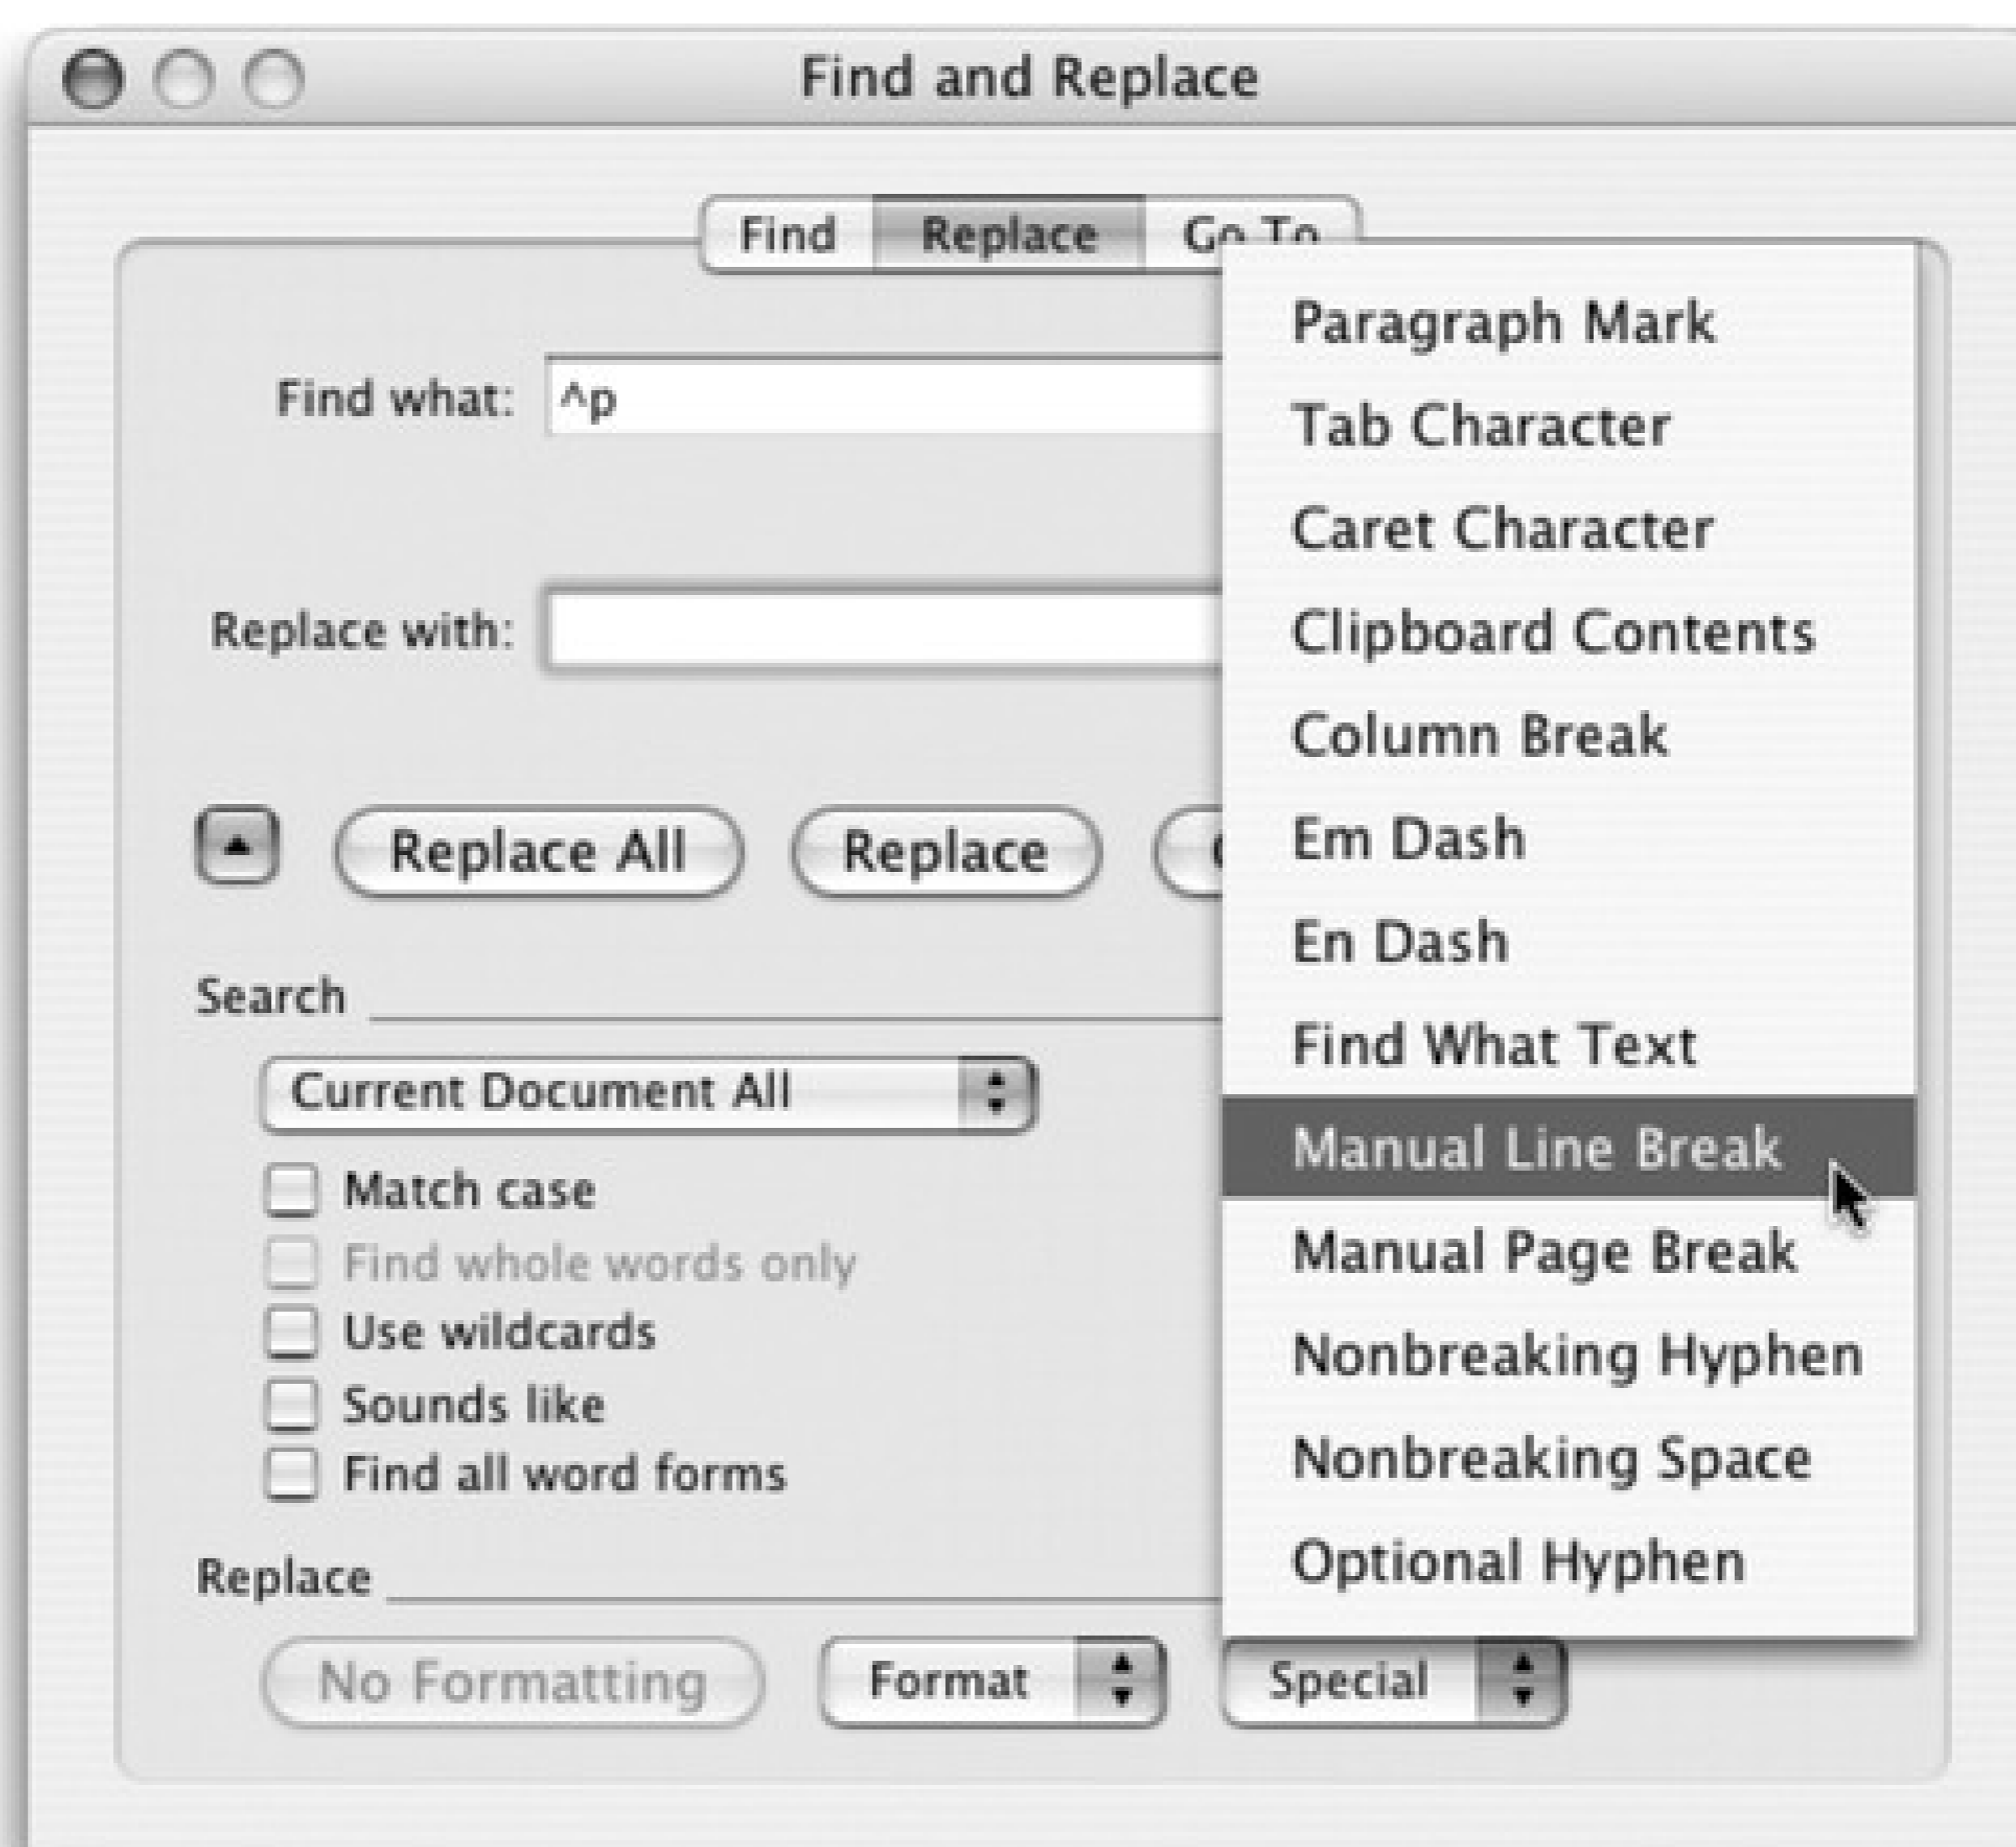 Find and Replace
Find Replace Go To
Find what: ^p
Replace with:
Replace All Replace
Search
Current Document All
Match case
Find whole words only
Use wildcards
Sounds like
Find all word forms
Replace
No Formatting Format Special
Paragraph Mark
Tab Character
Caret Character
Clipboard Contents
Column Break
Em Dash
En Dash
Find What Text
Manual Line Break
Manual Page Break
Nonbreaking Hyphen
Nonbreaking Space
Optional Hyphen